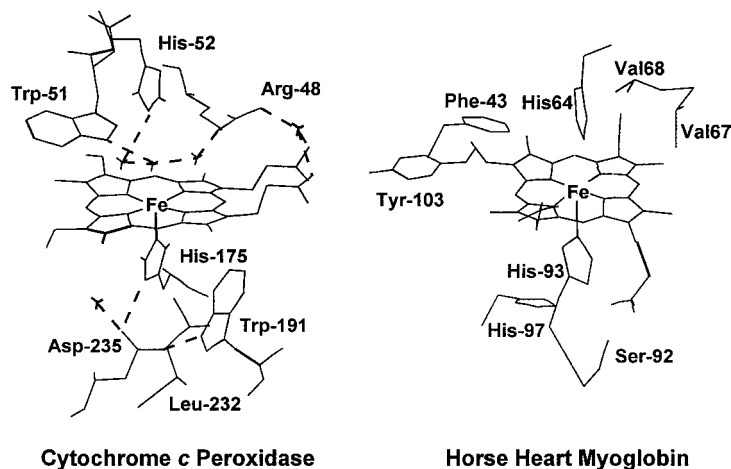 His-52
Trp-51
Arg-48
Fe
His-175
Asp-235
Trp-191
Leu-232
Cytochrome c Peroxidase
Val68
Phe-43
His64
Val67
Tyr-103
Fe
His-93
His-97
Ser-92
Horse Heart Myoglobin